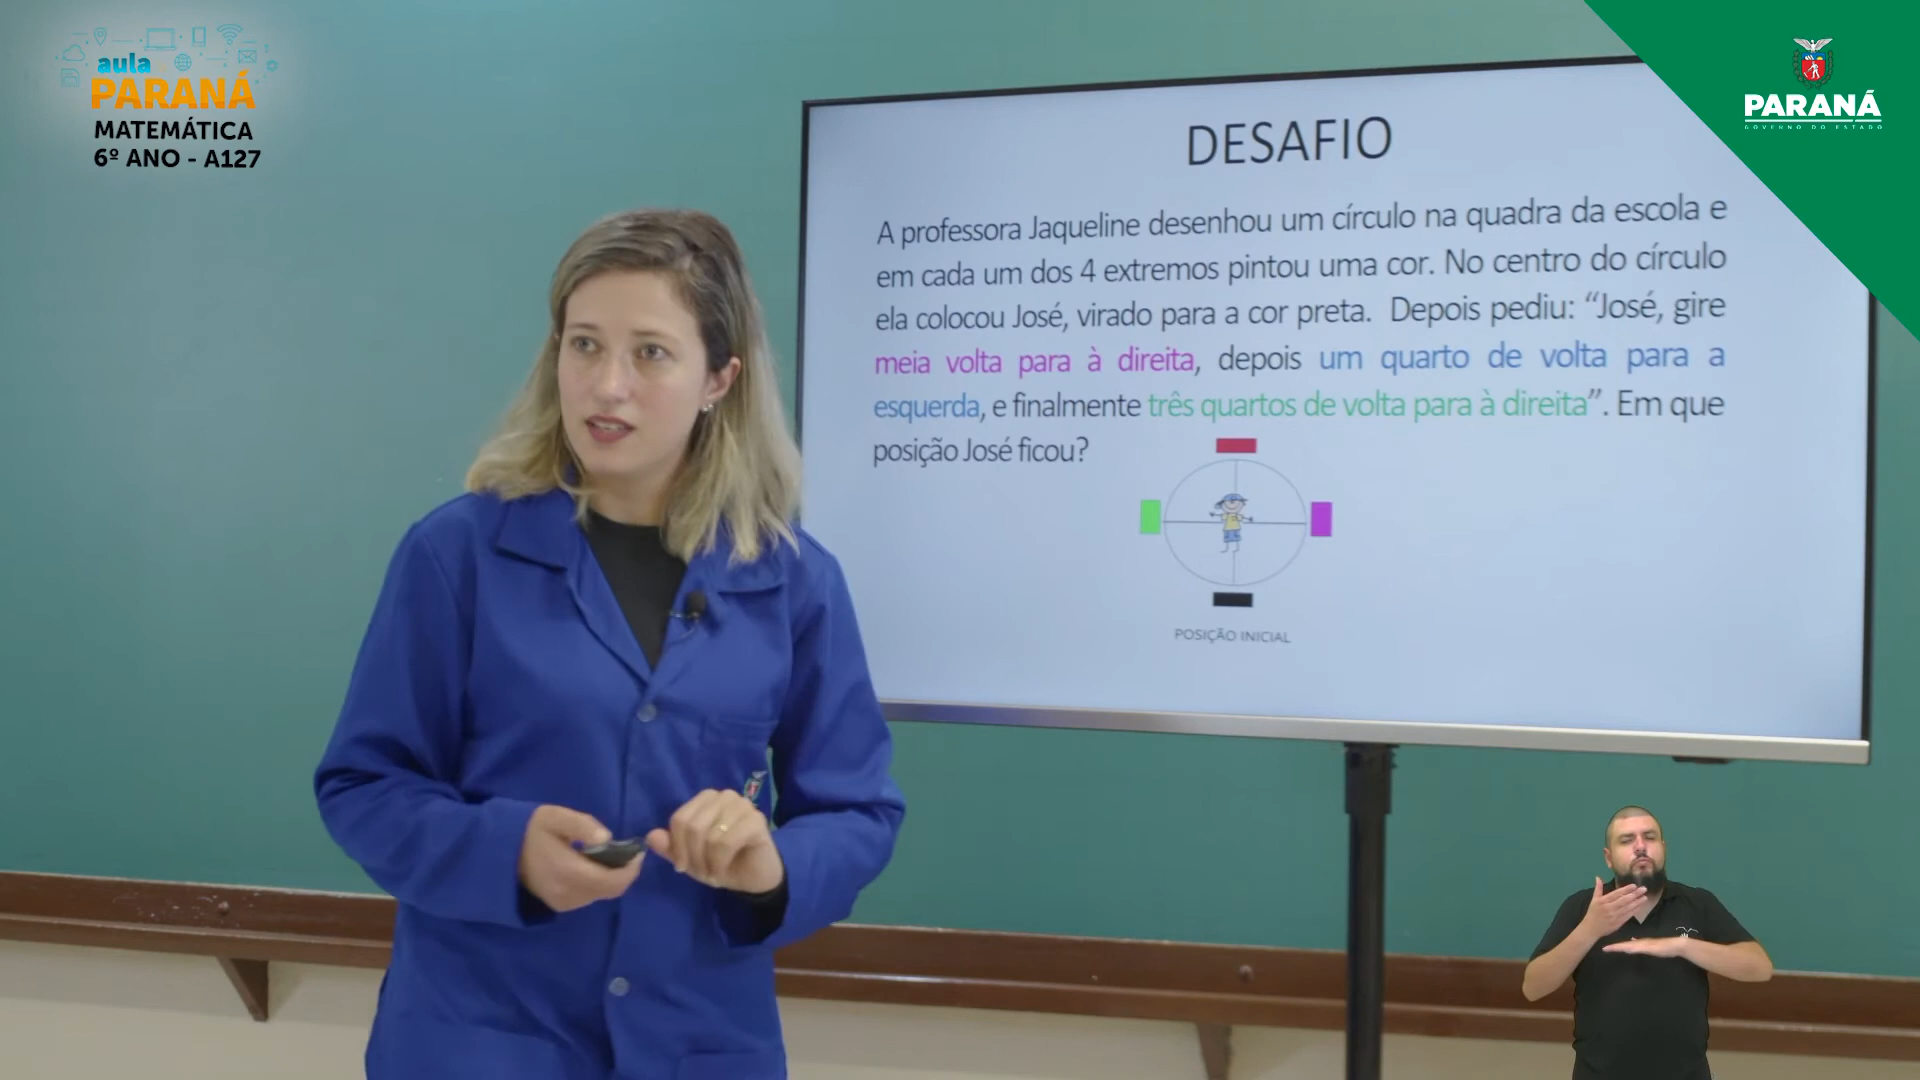 aula
PARANÁ
MATEMÁTICA
6º ANO - A127
PARANÁ
GOVERNO DO ESTADO
DESAFIO
A professora Jaqueline desenhou um círculo na quadra da escola e
em cada um dos 4 extremos pintou uma cor. No centro do círculo
ela colocou José, virado para a cor preta. Depois pediu: “José, gire
meia volta para à direita, depois um quarto de volta para a
esquerda, e finalmente três quartos de volta para à direita”. Em que
posição José ficou?
POSIÇÃO INICIAL